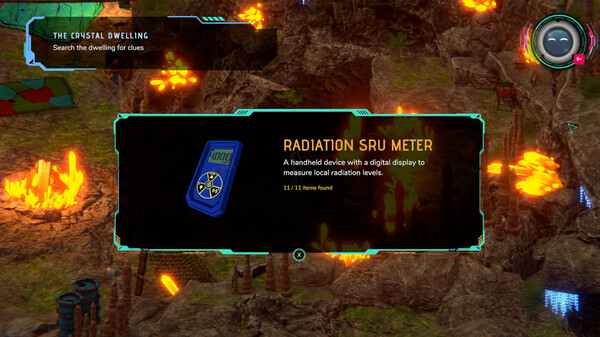 THE CRYSTAL DWELLING
Search the dwelling for clues
9+
RADIATION SRU METER
A handheld device with a digital display to
measure local radiation levels.
11 / 11 items found
X